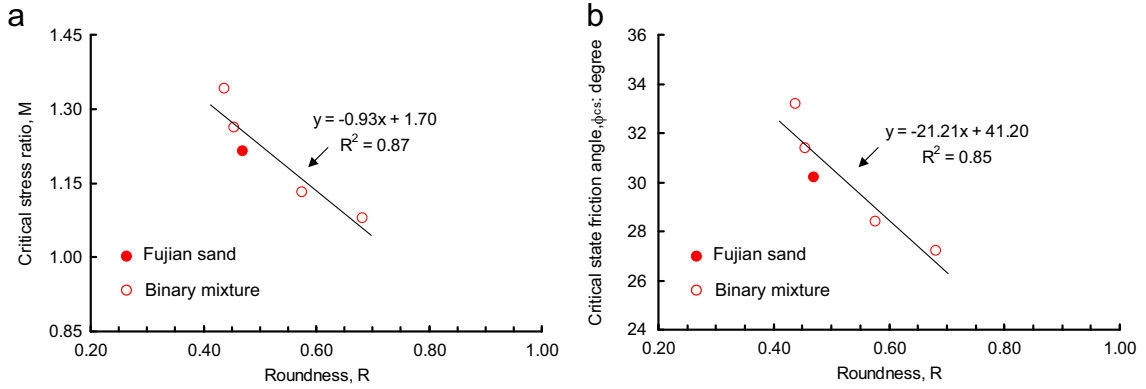 a
1.45
1.30
1.15
1.00
0.85
Critical stress ratio, M
y = -0.93x + 1.70
R² = 0.87
Fujian sand
Binary mixture
0.20 0.40 0.60 0.80 1.00
Roundness, R
b
36
34
32
30
28
26
24
Critical state friction angle,ϕcs: degree
y = -21.21x + 41.20
R² = 0.85
Fujian sand
Binary mixture
0.20 0.40 0.60 0.80 1.00
Roundness, R